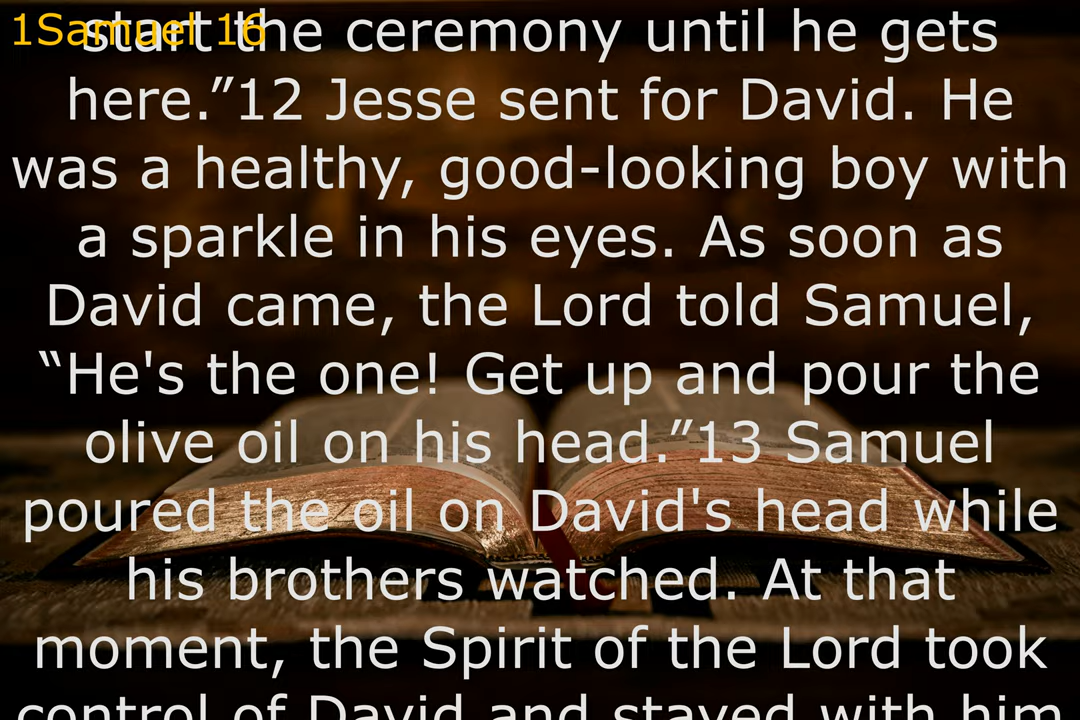 1Samuel 16
start the ceremony until he gets
here.”12 Jesse sent for David. He
was a healthy, good-looking boy with
a sparkle in his eyes. As soon as
David came, the Lord told Samuel,
“He's the one! Get up and pour the
olive oil on his head.”13 Samuel
poured the oil on David's head while
his brothers watched. At that
moment, the Spirit of the Lord took
control of David and stayed with him